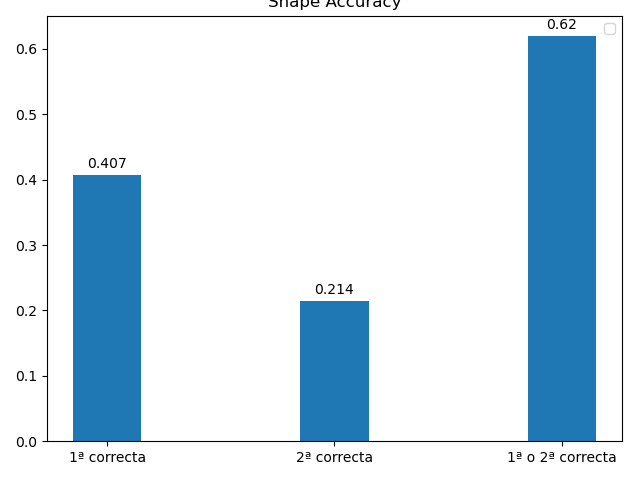 Shape Accuracy
0.62
0.6
0.5
0.407
0.4
0.3
0.214
0.2
0.1
0.0
1ª correcta
2ª correcta
1ª o 2ª correcta